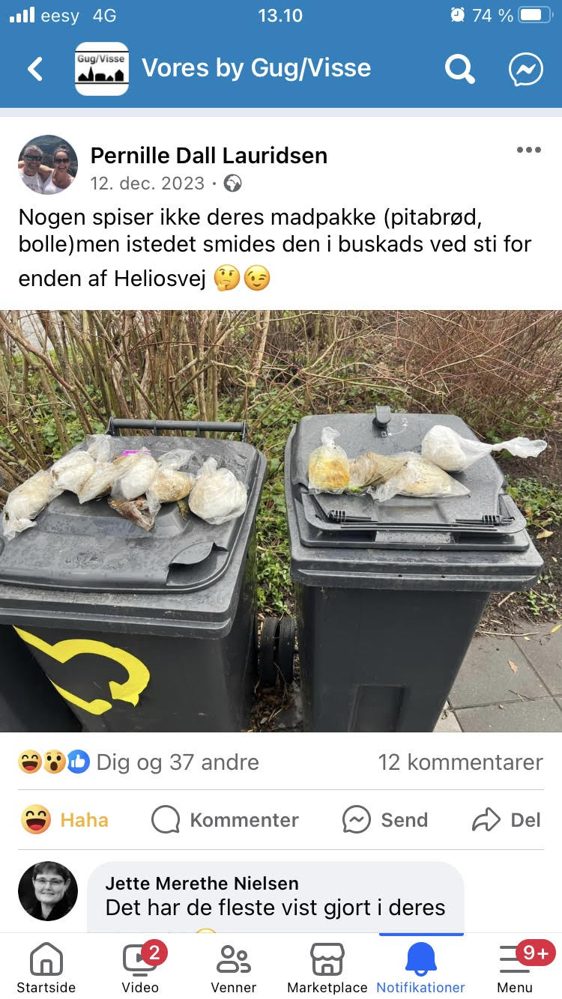 eesy 4G 13.10 74 %
Gug/Visse Vores by Gug/Visse
Pernille Dall Lauridsen
12. dec. 2023 ·
Nogen spiser ikke deres madpakke (pitabrød,
bolle)men istedet smides den i buskads ved sti for
enden af Heliosvej 🤔😉
Dig og 37 andre 12 kommentarer
Haha Kommenter Send Del
Jette Merethe Nielsen
Det har de fleste vist gjort i deres
2 9+
Startside Video Venner Marketplace Notifikationer Menu